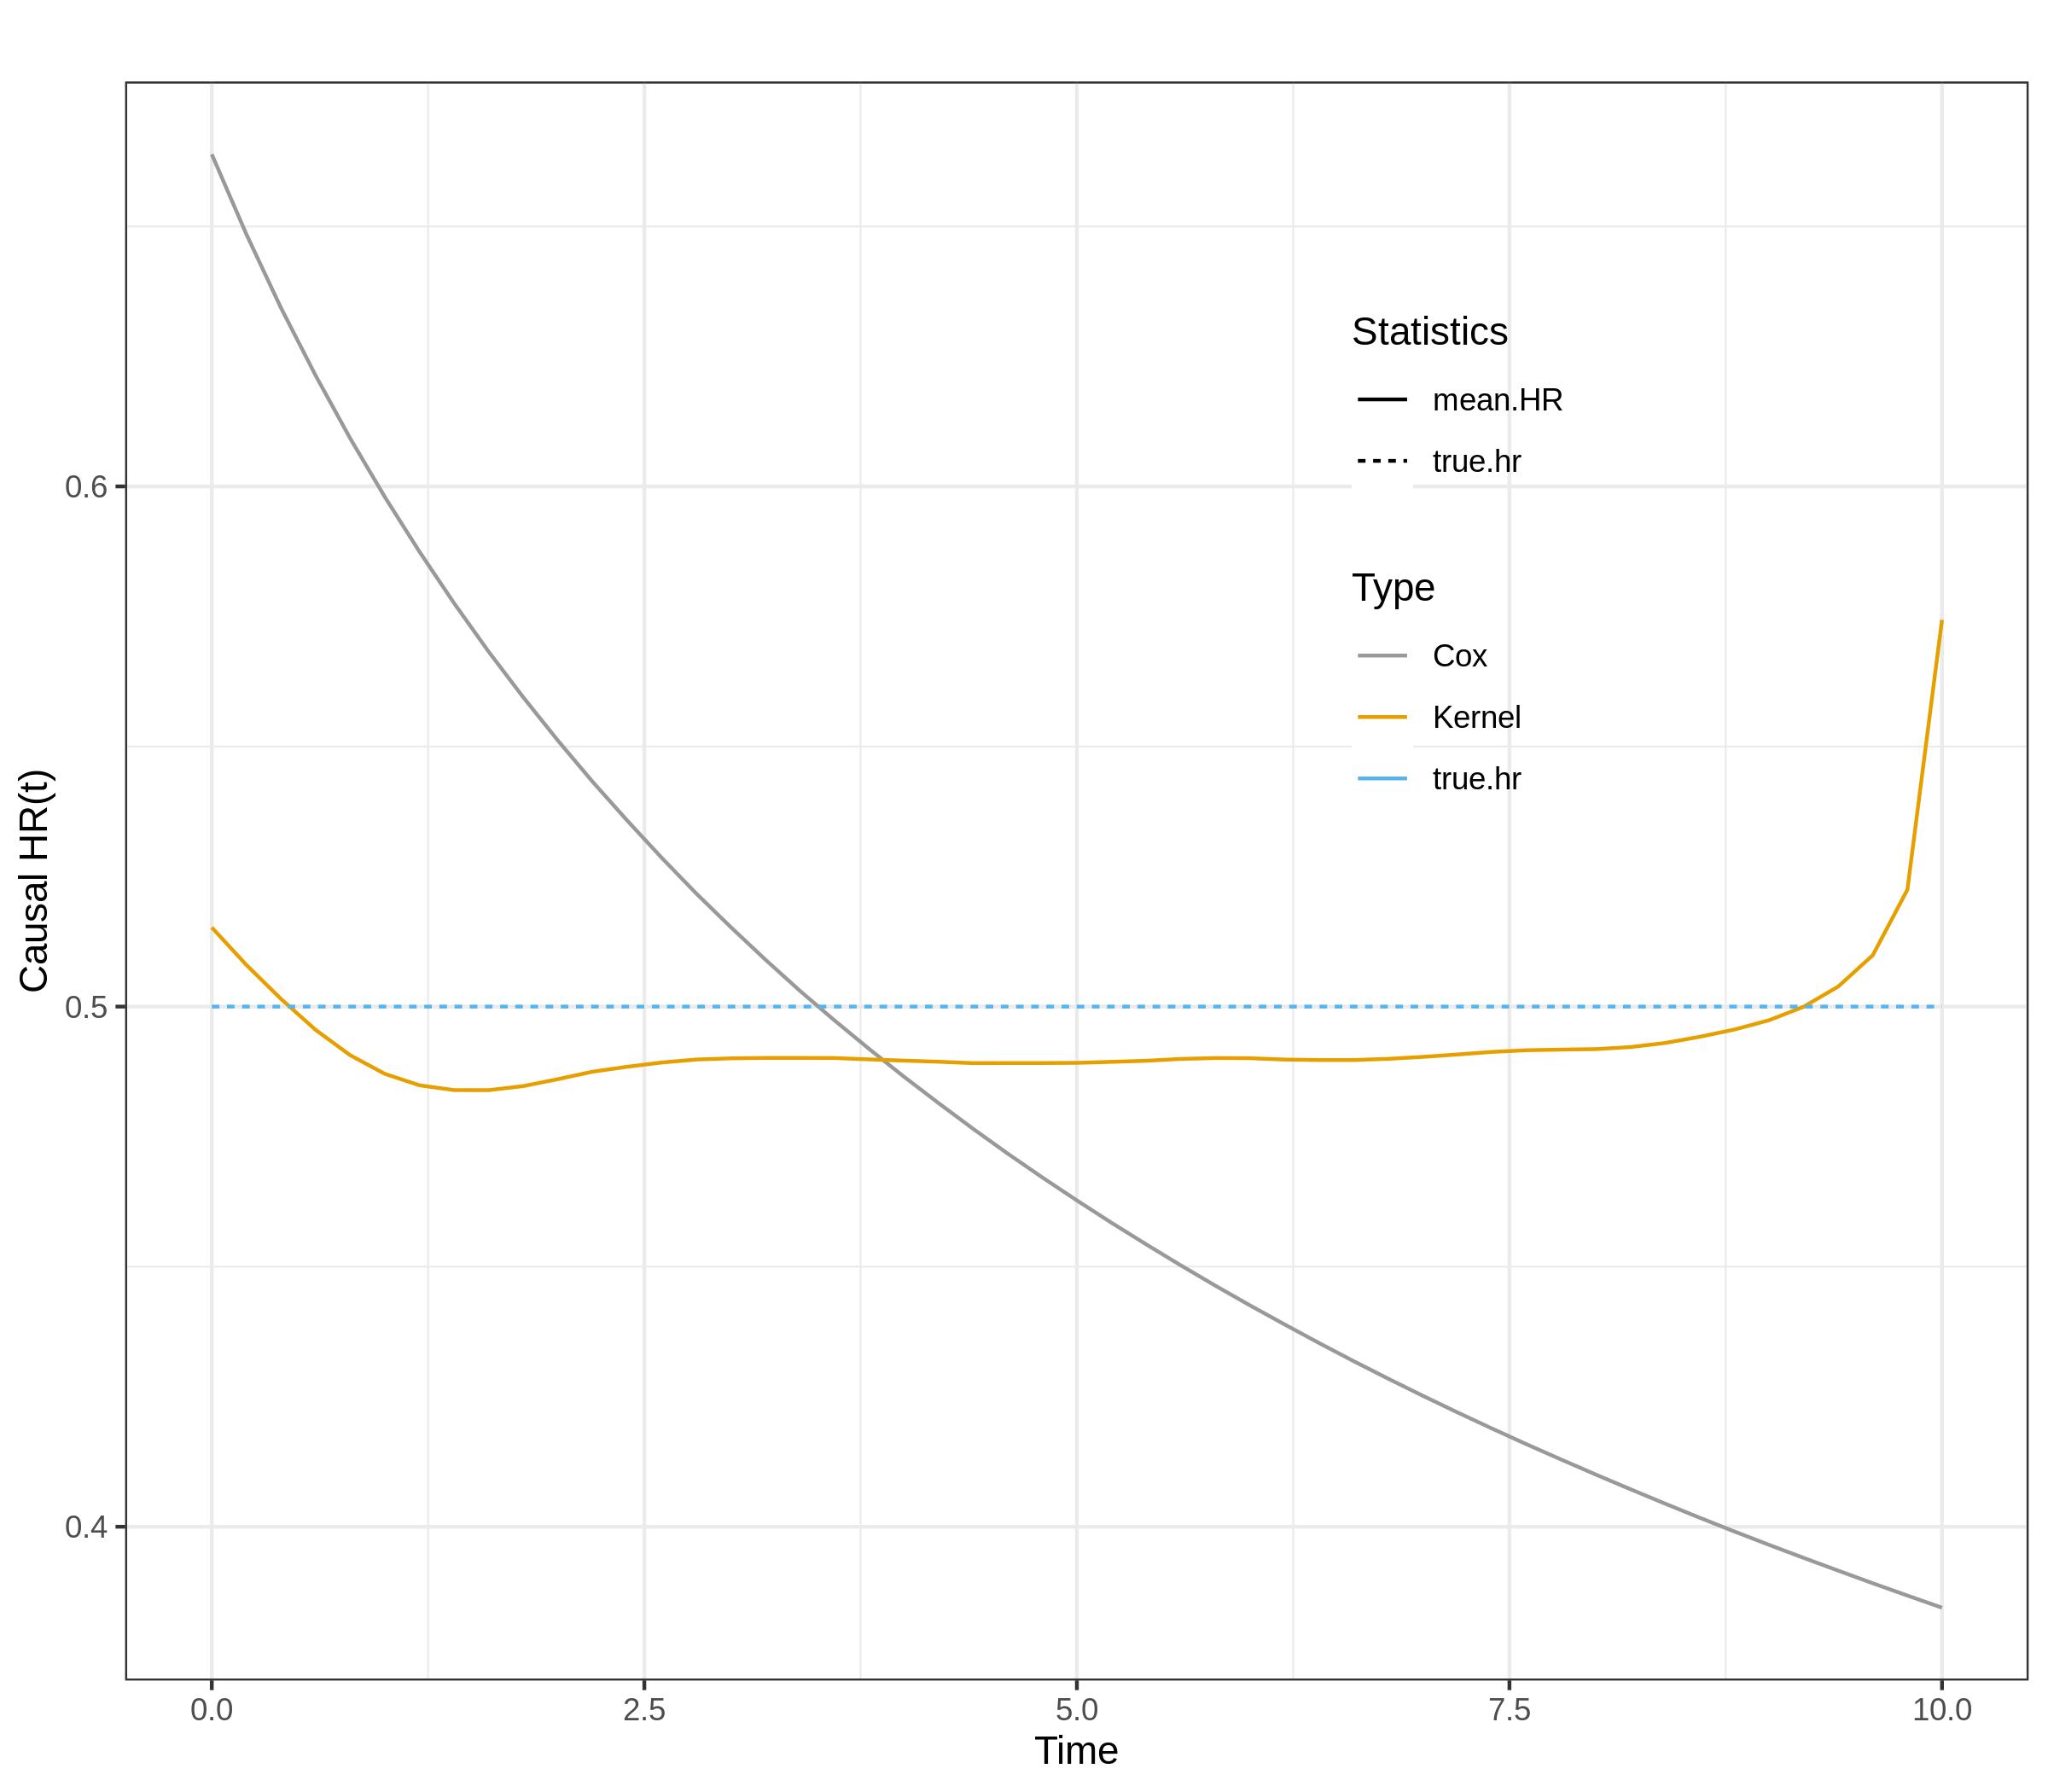 Statistics
mean.HR
true.hr
Type
Cox
Kernel
true.hr
Causal HR(t)
0.6
0.5
0.4
0.0 2.5 5.0 7.5 10.0
Time